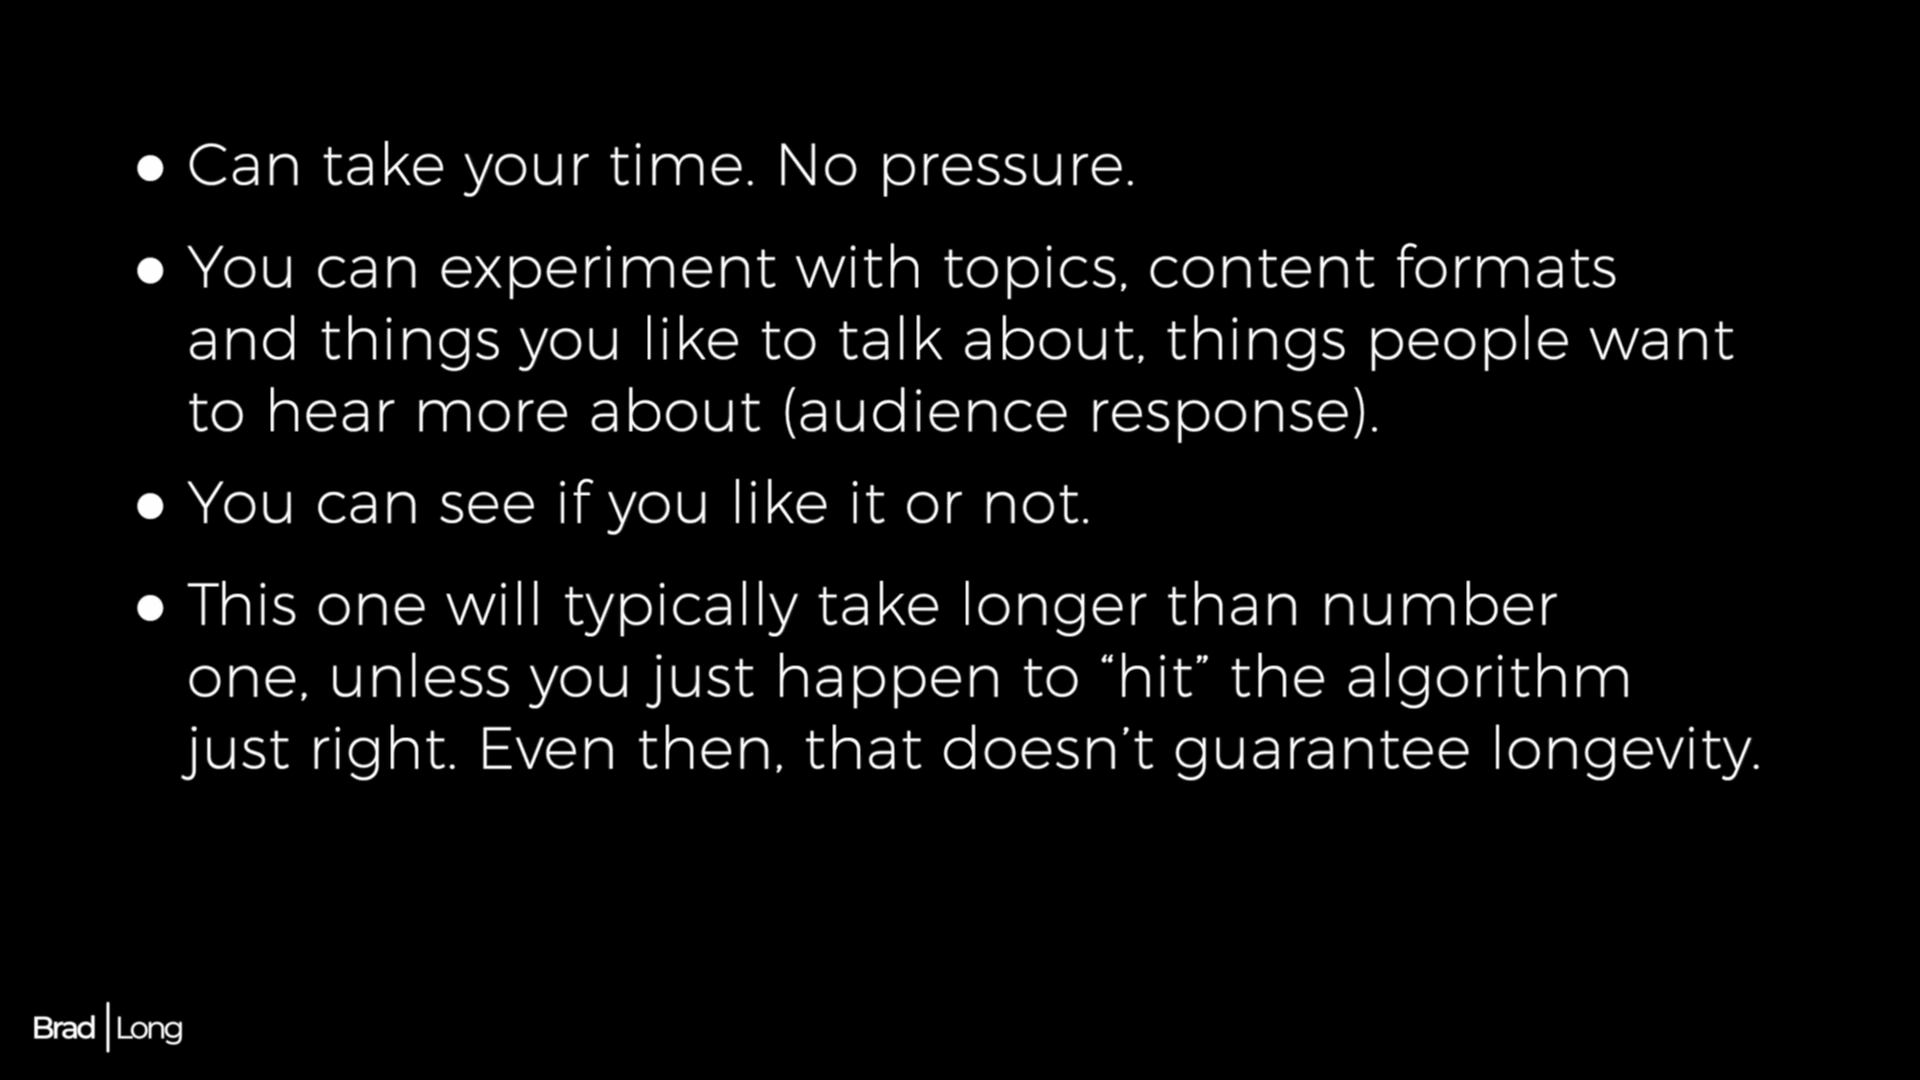 ● Can take your time. No pressure.
● You can experiment with topics, content formats
and things you like to talk about, things people want
to hear more about (audience response).
● You can see if you like it or not.
● This one will typically take longer than number
one, unless you just happen to “hit” the algorithm
just right. Even then, that doesn’t guarantee longevity.
Brad | Long